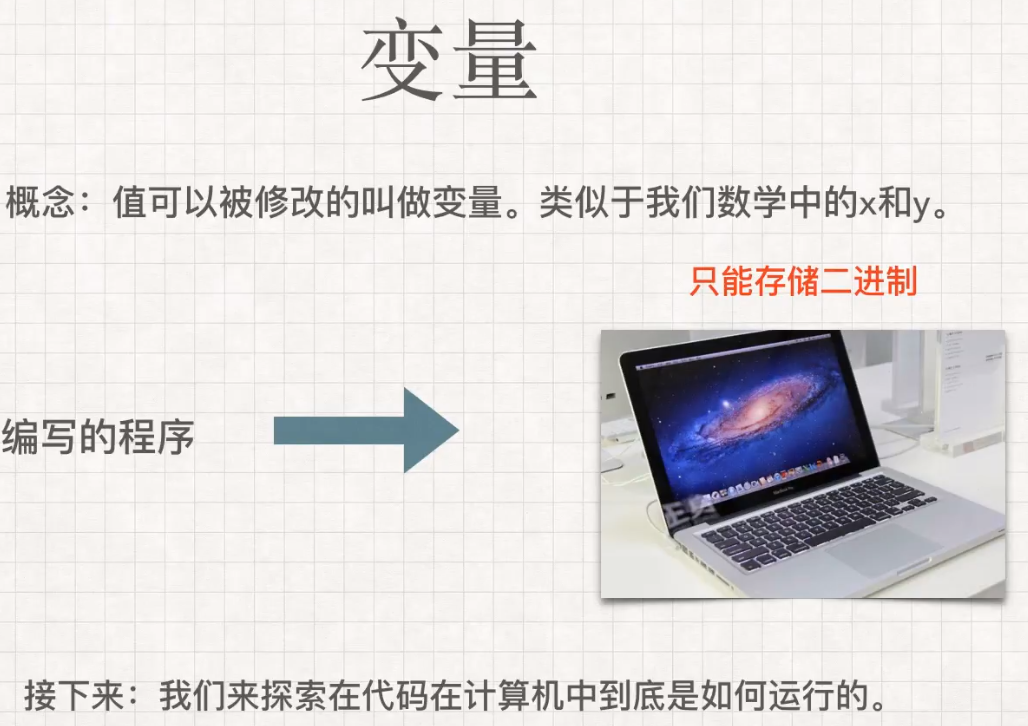 变量
概念：值可以被修改的叫做变量。类似于我们数学中的x和y。
只能存储二进制
编写的程序
接下来：我们来探索在代码在计算机中到底是如何运行的。